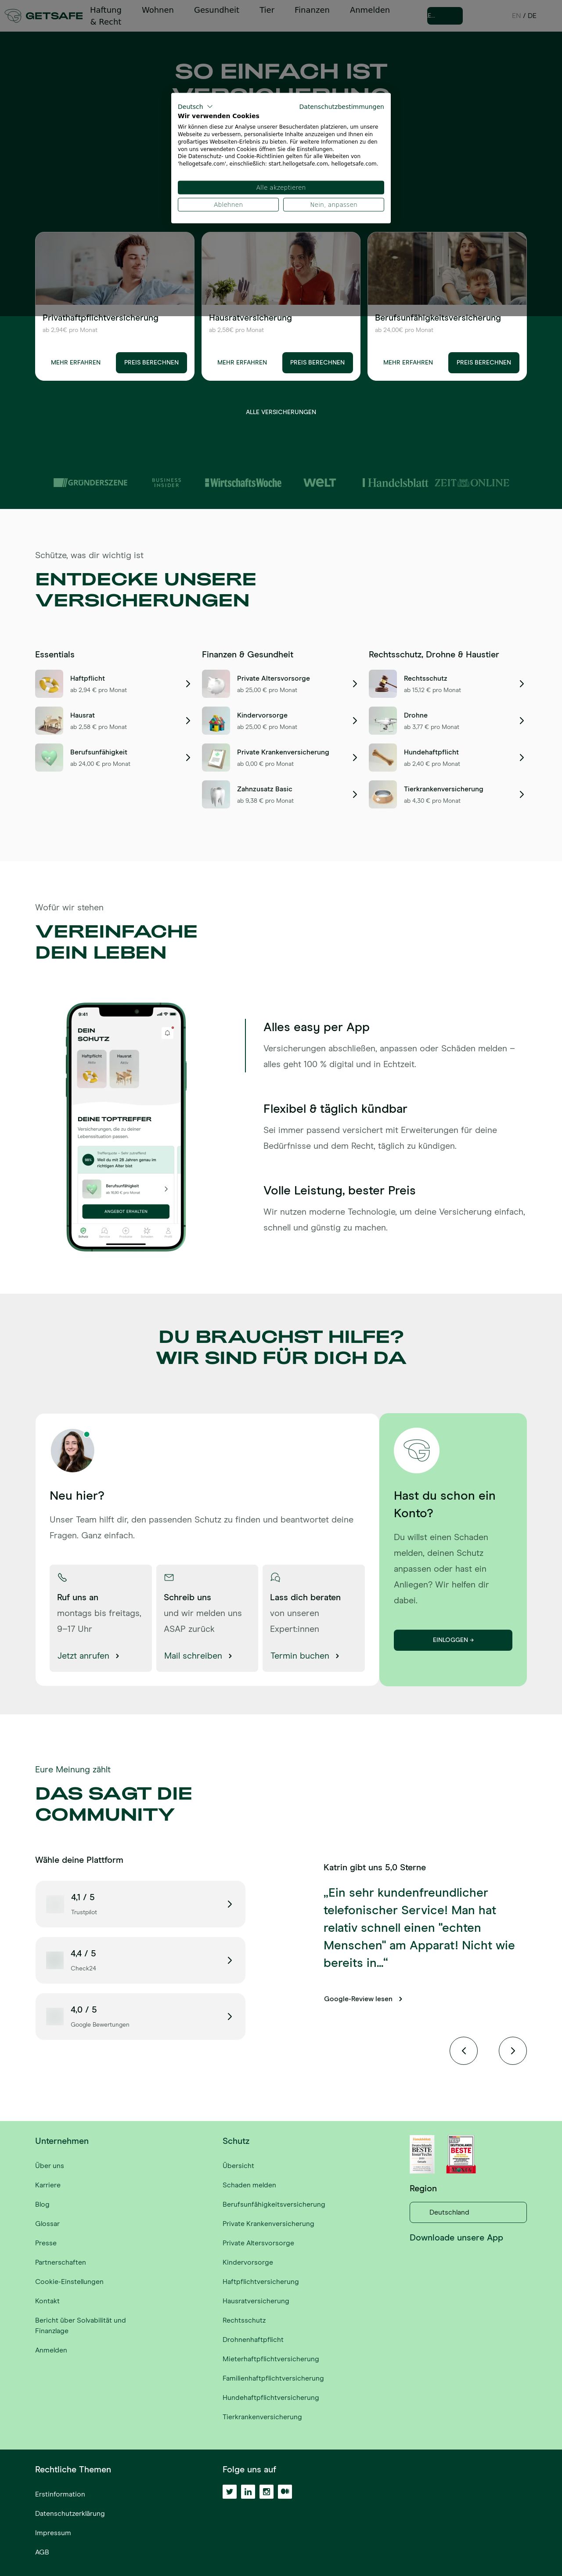 GETSAFE
Haftung & Recht
Wohnen
Gesundheit
Tier
Finanzen
Anmelden
EN / DE
SO EINFACH IST
Deutsch
Datenschutzbestimmungen
Wir verwenden Cookies
Wir können diese zur Analyse unserer Besucherdaten platzieren, um unsere
Webseite zu verbessern, personalisierte Inhalte anzuzeigen und Ihnen ein
großartiges Webseiten-Erlebnis zu bieten. Für weitere Informationen zu den
von uns verwendeten Cookies öffnen Sie die Einstellungen.
Die Datenschutz- und Cookie-Richtlinien gelten für alle Webseiten von
'hellogetsafe.com', einschließlich: start.hellogetsafe.com, hellogetsafe.com.
Alle akzeptieren
Ablehnen
Nein, anpassen
Privathaftpflichtversicherung
ab 2,94€ pro Monat
MEHR ERFAHREN
PREIS BERECHNEN
Hausratversicherung
ab 2,58€ pro Monat
MEHR ERFAHREN
PREIS BERECHNEN
Berufsunfähigkeitsversicherung
ab 24,00€ pro Monat
MEHR ERFAHREN
PREIS BERECHNEN
ALLE VERSICHERUNGEN
GRÜNDERSZENE
BUSINESS
INSIDER
WirtschaftsWoche
WELT
Handelsblatt
ZEIT ONLINE
Schütze, was dir wichtig ist
ENTDECKE UNSERE
VERSICHERUNGEN
Essentials
Haftpflicht
ab 2,94 € pro Monat
Hausrat
ab 2,58 € pro Monat
Berufsunfähigkeit
ab 24,00 € pro Monat
Finanzen & Gesundheit
Private Altersvorsorge
ab 25,00 € pro Monat
Kindervorsorge
ab 25,00 € pro Monat
Private Krankenversicherung
ab 0,00 € pro Monat
Zahnzusatz Basic
ab 9,38 € pro Monat
Rechtsschutz, Drohne & Haustier
Rechtsschutz
ab 15,12 € pro Monat
Drohne
ab 3,77 € pro Monat
Hundehaftpflicht
ab 2,40 € pro Monat
Tierkrankenversicherung
ab 4,30 € pro Monat
Wofür wir stehen
VEREINFACHE
DEIN LEBEN
9:41
DEIN
SCHUTZ
Haftpflicht
Hausrat
DEINE TOPTREFFER
Versicherungen, die zu deiner
Lebenssituation passen.
Weil du mit 28 Jahren genau im
richtigen Alter bist
Berufsunfähigkeit
ANGEBOT ERHALTEN
Alles easy per App
Versicherungen abschließen, anpassen oder Schäden melden –
alles geht 100 % digital und in Echtzeit.
Flexibel & täglich kündbar
Sei immer passend versichert mit Erweiterungen für deine
Bedürfnisse und dem Recht, täglich zu kündigen.
Volle Leistung, bester Preis
Wir nutzen moderne Technologie, um deine Versicherung einfach,
schnell und günstig zu machen.
DU BRAUCHST HILFE?
WIR SIND FÜR DICH DA
Neu hier?
Unser Team hilft dir, den passenden Schutz zu finden und beantwortet deine
Fragen. Ganz einfach.
Ruf uns an
montags bis freitags,
9–17 Uhr
Jetzt anrufen
Schreib uns
und wir melden uns
ASAP zurück
Mail schreiben
Lass dich beraten
von unseren
Expert:innen
Termin buchen
Hast du schon ein
Konto?
Du willst einen Schaden
melden, deinen Schutz
anpassen oder hast ein
Anliegen? Wir helfen dir
dabei.
EINLOGGEN →
Eure Meinung zählt
DAS SAGT DIE
COMMUNITY
Wähle deine Plattform
4,1 / 5
Trustpilot
4,4 / 5
Check24
4,0 / 5
Google Bewertungen
Katrin gibt uns 5,0 Sterne
„Ein sehr kundenfreundlicher
telefonischer Service! Man hat
relativ schnell einen "echten
Menschen" am Apparat! Nicht wie
bereits in...“
Google-Review lesen
Unternehmen
Über uns
Karriere
Blog
Glossar
Presse
Partnerschaften
Cookie-Einstellungen
Kontakt
Bericht über Solvabilität und
Finanzlage
Anmelden
Schutz
Übersicht
Schaden melden
Berufsunfähigkeitsversicherung
Private Krankenversicherung
Private Altersvorsorge
Kindervorsorge
Haftpflichtversicherung
Hausratversicherung
Rechtsschutz
Drohnenhaftpflicht
Mieterhaftpflichtversicherung
Familienhaftpflichtversicherung
Hundehaftpflichtversicherung
Tierkrankenversicherung
Region
Deutschland
Downloade unsere App
Rechtliche Themen
Erstinformation
Datenschutzerklärung
Impressum
AGB
Folge uns auf